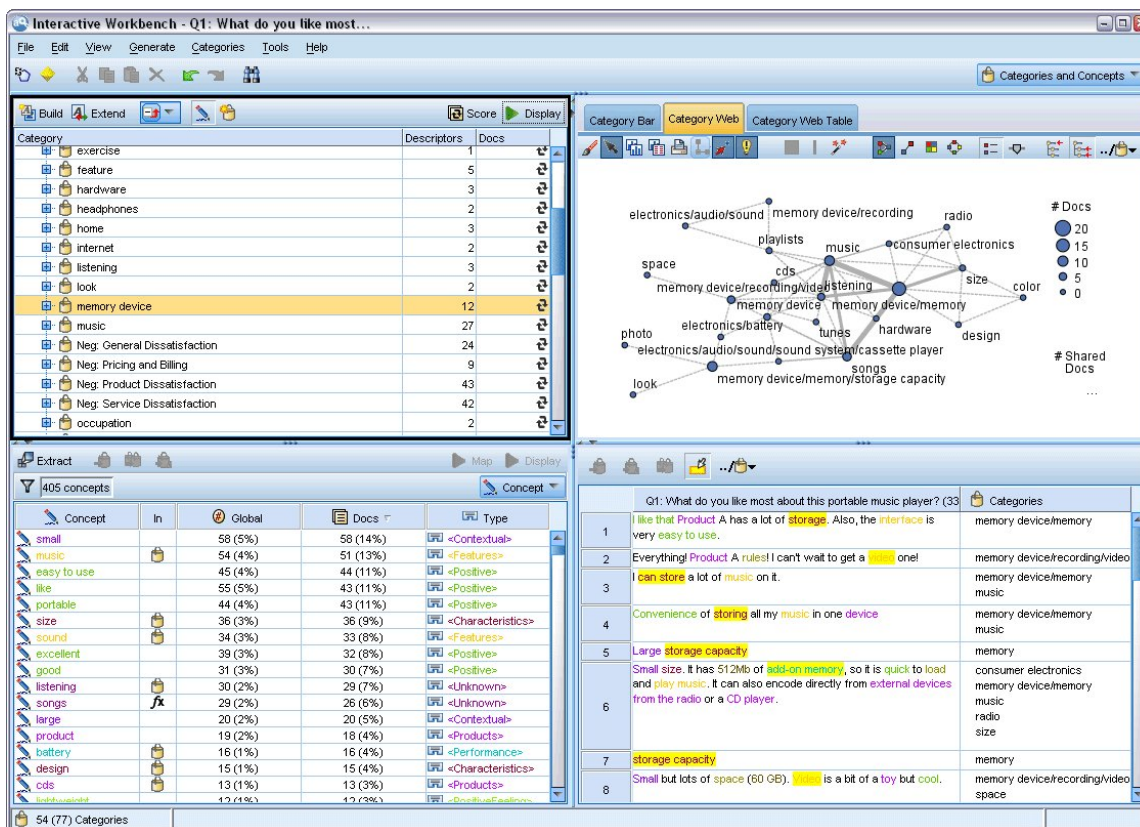 Interactive Workbench - Q1: What do you like most...
File Edit View Generate Categories Tools Help
Categories and Concepts
Build Extend Score Display
Category Descriptors Docs
exercise 1
feature 5
hardware 3
headphones 2
home 3
internet 2
listening 3
look 2
memory device 12
music 27
Neg: General Dissatisfaction 24
Neg: Pricing and Billing 9
Neg: Product Dissatisfaction 43
Neg: Service Dissatisfaction 42
occupation 2
Category Bar Category Web Category Web Table
../
electronics/audio/sound memory device/recording radio
playlists music consumer electronics
space cds size
memory device/recording/video listening color
memory device memory device/memory
photo electronics/battery tunes hardware design
electronics/audio/sound/sound system/cassette player
songs
look memory device/memory/storage capacity
# Docs
20
15
10
5
0
# Shared
Docs
...
Extract Map Display
405 concepts Concept
Concept In Global Docs Type
small 58 (5%) 58 (14%) <Contextual>
music 54 (4%) 51 (13%) <Features>
easy to use 45 (4%) 44 (11%) <Positive>
like 55 (5%) 43 (11%) <Positive>
portable 44 (4%) 43 (11%) <Positive>
size 36 (3%) 36 (9%) <Characteristics>
sound 34 (3%) 33 (8%) <Features>
excellent 39 (3%) 32 (8%) <Positive>
good 31 (3%) 30 (7%) <Positive>
listening 30 (2%) 29 (7%) <Unknown>
songs fx 29 (2%) 26 (6%) <Unknown>
large 20 (2%) 20 (5%) <Contextual>
product 19 (2%) 18 (4%) <Products>
battery 16 (1%) 16 (4%) <Performance>
design 15 (1%) 15 (4%) <Characteristics>
cds 13 (1%) 13 (3%) <Products>
lightweight 12 (1%) 12 (3%) <PositiveFeeling>
../
Q1: What do you like most about this portable music player? (33 Categories
1 I like that Product A has a lot of storage. Also, the interface is memory device/memory
very easy to use.
2 Everything! Product A rules! I can't wait to get a video one! memory device/recording/video
3 I can store a lot of music on it. memory device/memory
music
4 Convenience of storing all my music in one device memory device/memory
music
5 Large storage capacity memory
6 Small size. It has 512Mb of add-on memory, so it is quick to load consumer electronics
and play music. It can also encode directly from external devices memory device/memory
from the radio or a CD player. music
radio
size
7 storage capacity memory
8 Small but lots of space (60 GB). Video is a bit of a toy but cool. memory device/recording/video
space
54 (77) Categories